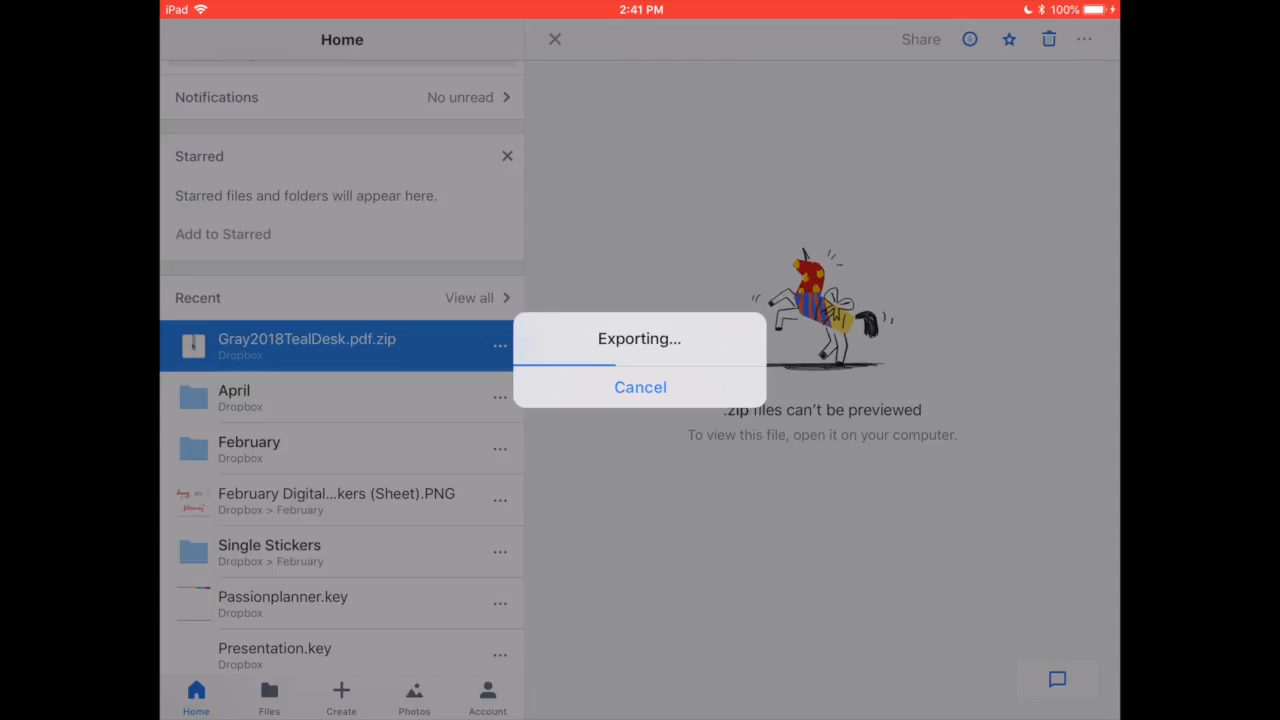 iPad
2:41 PM
100%
Home
Share
Notifications
No unread
Starred
Starred files and folders will appear here.
Add to Starred
Recent
View all
Gray2018TealDesk.pdf.zip
Dropbox
April
Dropbox
February
Dropbox
February Digital...kers (Sheet).PNG
Dropbox > February
Single Stickers
Dropbox > February
Passionplanner.key
Dropbox
Presentation.key
Dropbox
Home
Files
Create
Photos
Account
Exporting...
Cancel
.zip files can't be previewed
To view this file, open it on your computer.